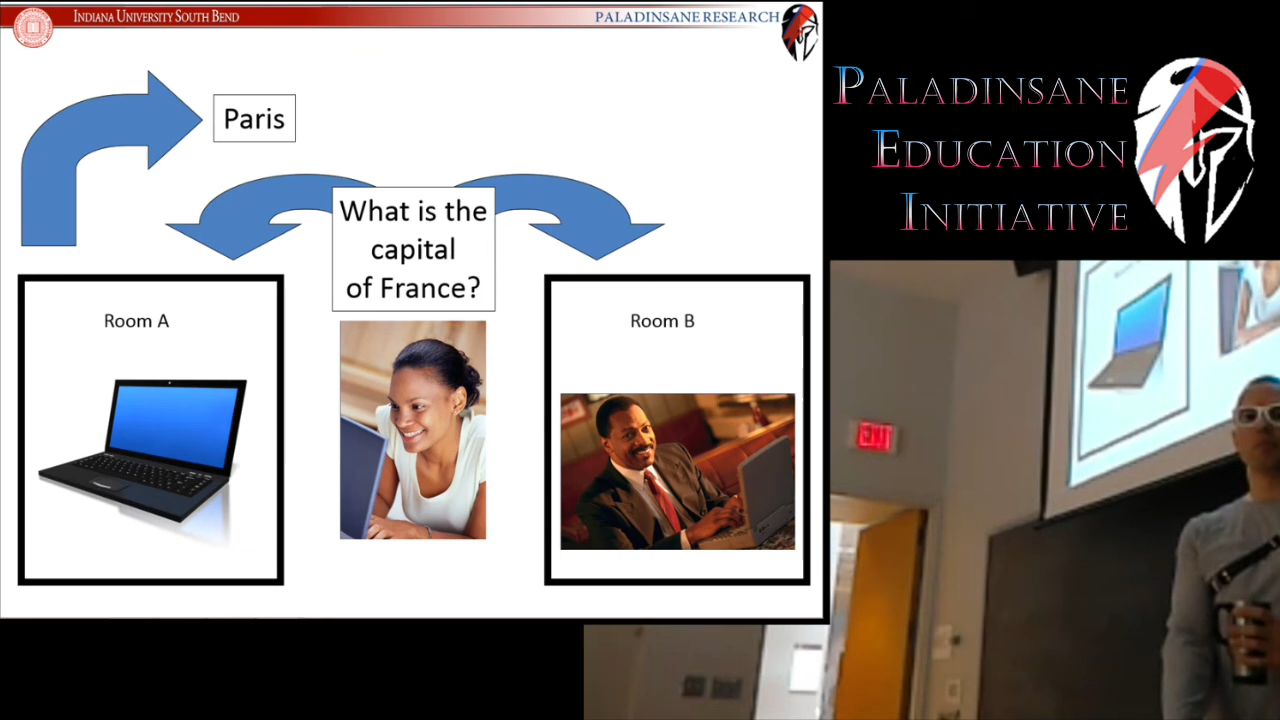 INDIANA UNIVERSITY SOUTH BEND
PALADINSANE RESEARCH
Paris
What is the
capital
of France?
Room A
Room B
PALADINSANE
EDUCATION
INITIATIVE
EXIT